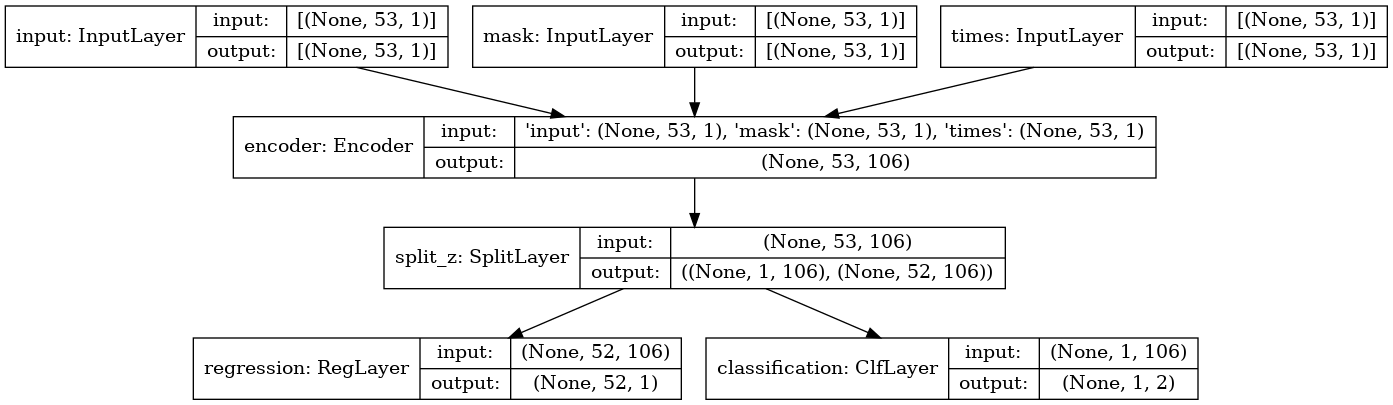 input: InputLayer
input:
[(None, 53, 1)]
output:
[(None, 53, 1)]
mask: InputLayer
input:
[(None, 53, 1)]
output:
[(None, 53, 1)]
times: InputLayer
input:
[(None, 53, 1)]
output:
[(None, 53, 1)]
encoder: Encoder
input:
'input': (None, 53, 1), 'mask': (None, 53, 1), 'times': (None, 53, 1)
output:
(None, 53, 106)
split_z: SplitLayer
input:
(None, 53, 106)
output:
((None, 1, 106), (None, 52, 106))
regression: RegLayer
input:
(None, 52, 106)
output:
(None, 52, 1)
classification: ClfLayer
input:
(None, 1, 106)
output:
(None, 1, 2)